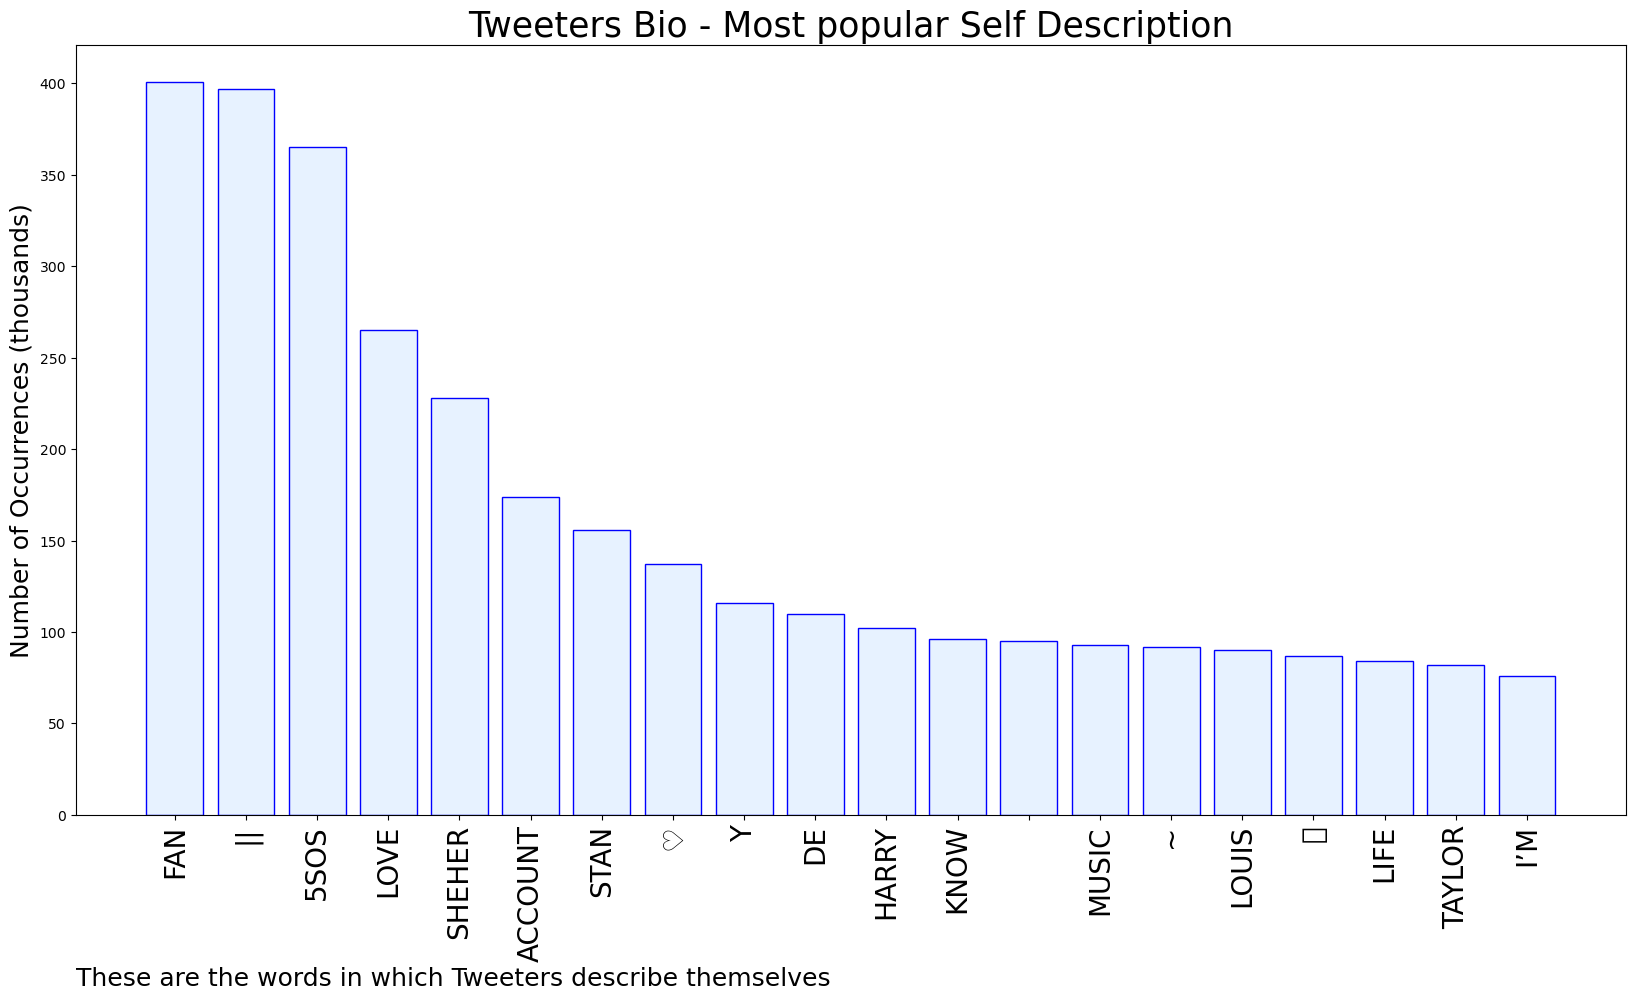 Tweeters Bio - Most popular Self Description
Number of Occurrences (thousands)
400
350
300
250
200
150
100
50
0
FAN
||
5SOS
LOVE
SHEHER
ACCOUNT
STAN
♡
Y
DE
HARRY
KNOW
MUSIC
~
LOUIS
LIFE
TAYLOR
I’M
These are the words in which Tweeters describe themselves